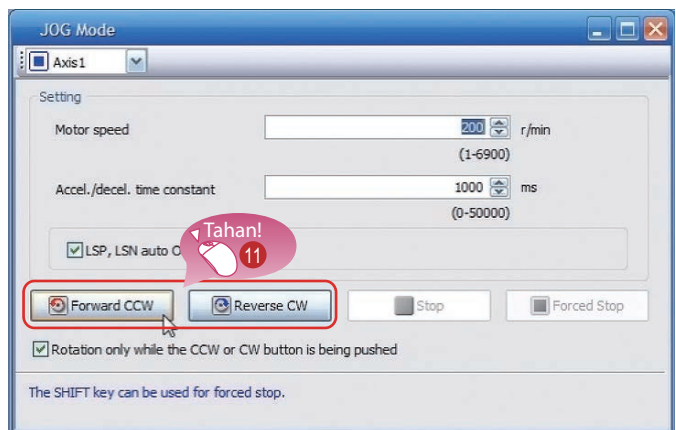 JOG Mode
Axis1
Setting
Motor speed 200 r/min
(1-6900)
Accel./decel. time constant 1000 ms
(0-50000)
Tahan!
LSP, LSN auto O
11
Forward CCW Reverse CW Stop Forced Stop
Rotation only while the CCW or CW button is being pushed
The SHIFT key can be used for forced stop.